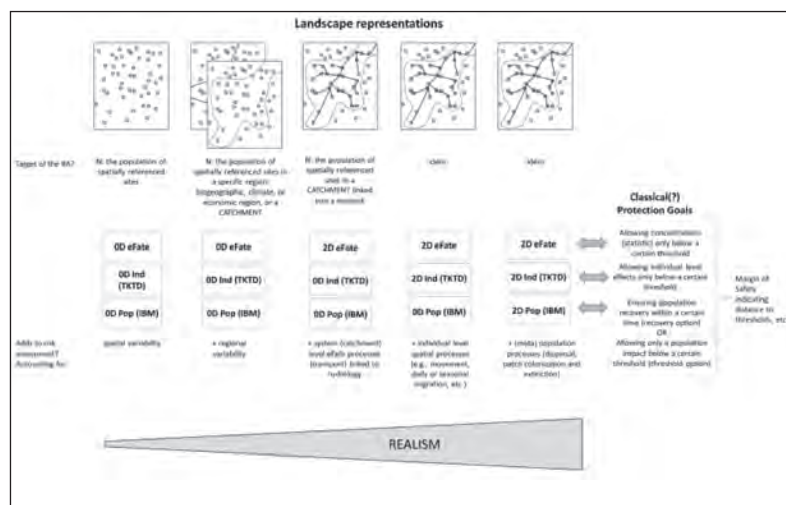 Landscape representations
Target of the RA?
N: the population of
spatially referenced
sites
N: the population of
spatially referenced sites
in a specific region:
biogeographic, climate, or
economic region, or a
CATCHMENT
N: the population of
spatially referenced
sites in a CATCHMENT (linked
into a network)
idem
idem
Classical(?)
Protection Goals
0D eFate
0D Ind
(TKTD)
0D Pop (IBM)
0D eFate
0D Ind (TKTD)
0D Pop (IBM)
2D eFate
0D Ind (TKTD)
0D Pop (IBM)
2D eFate
2D Ind (TKTD)
0D Pop (IBM)
2D eFate
2D Ind (TKTD)
2D Pop (IBM)
Allowing concentrations
(statistic) only below a
certain threshold
Allowing individual level
effects only below a certain
threshold
Ensuring population
recovery within a certain
time (recovery option)
OR
Allowing only a population
impact below a certain
threshold (threshold option)
Margin of
Safety
indicating
distance to
thresholds, etc.
Adds to risk
assessment?
Accounting for:
spatial variability
+ regional
variability
+ system (catchment)
level eFate processes
(transport) linked to
hydrology
+ individual level
spatial processes
(e.g., movement,
daily or seasonal
migration, etc.)
+ (meta) population
processes (dispersal,
patch colonization and
extinction)
REALISM